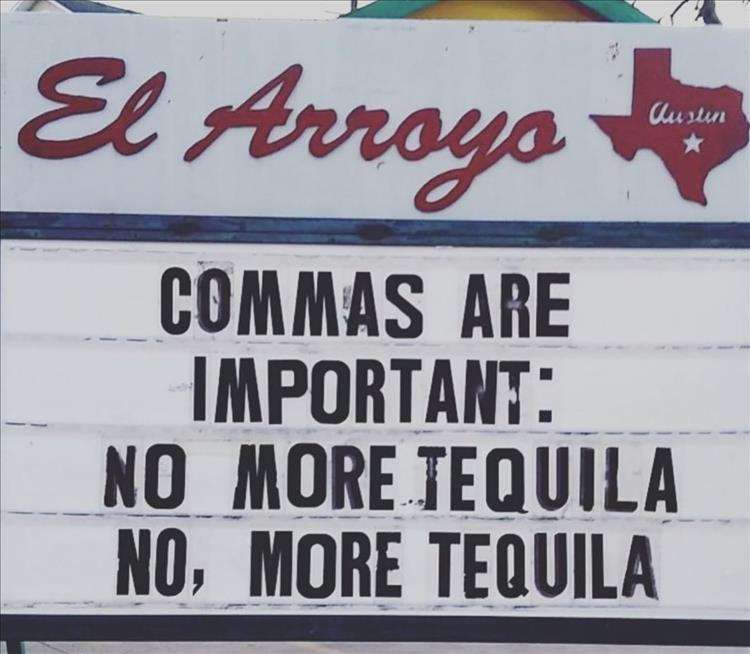 El Arroyo
Austin
COMMAS ARE
IMPORTANT:
NO MORE TEQUILA
NO, MORE TEQUILA